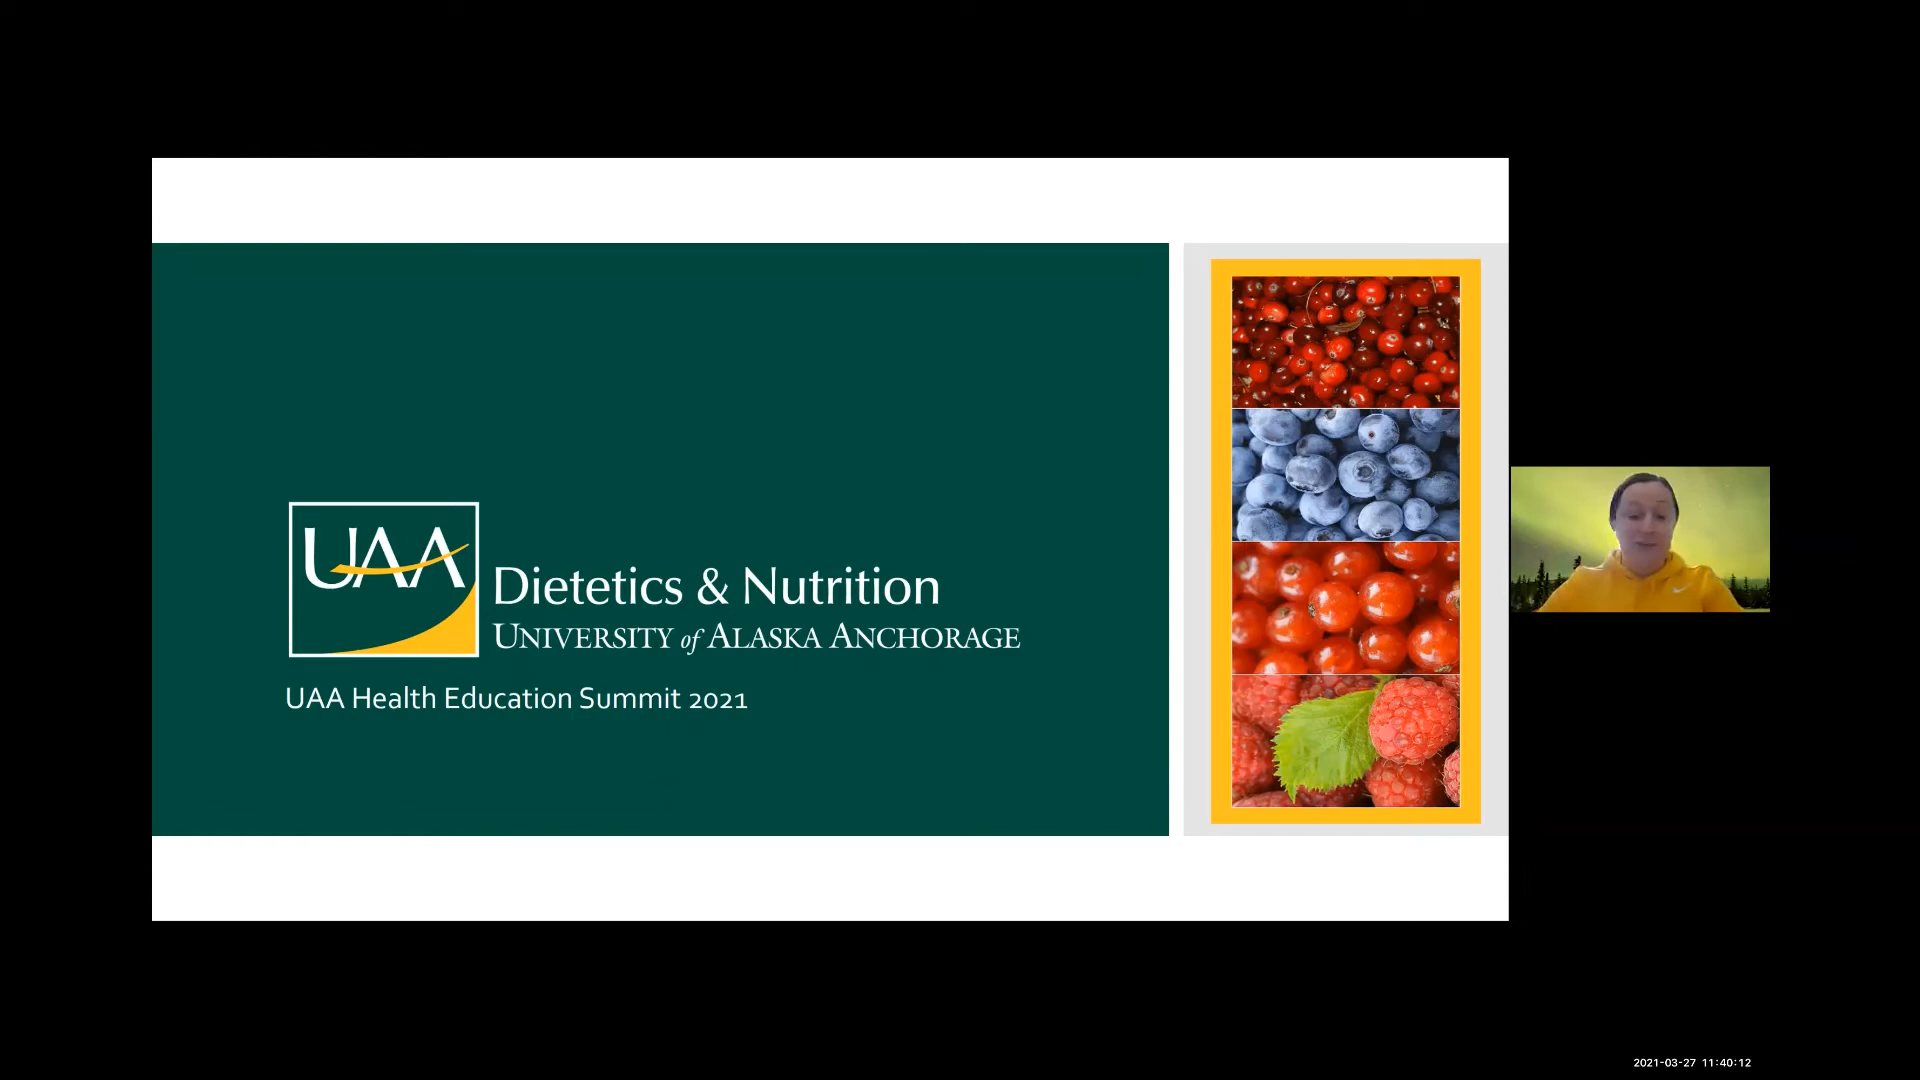 UAA
Dietetics & Nutrition
UNIVERSITY of ALASKA ANCHORAGE
UAA Health Education Summit 2021
2021-03-27 11:40:12